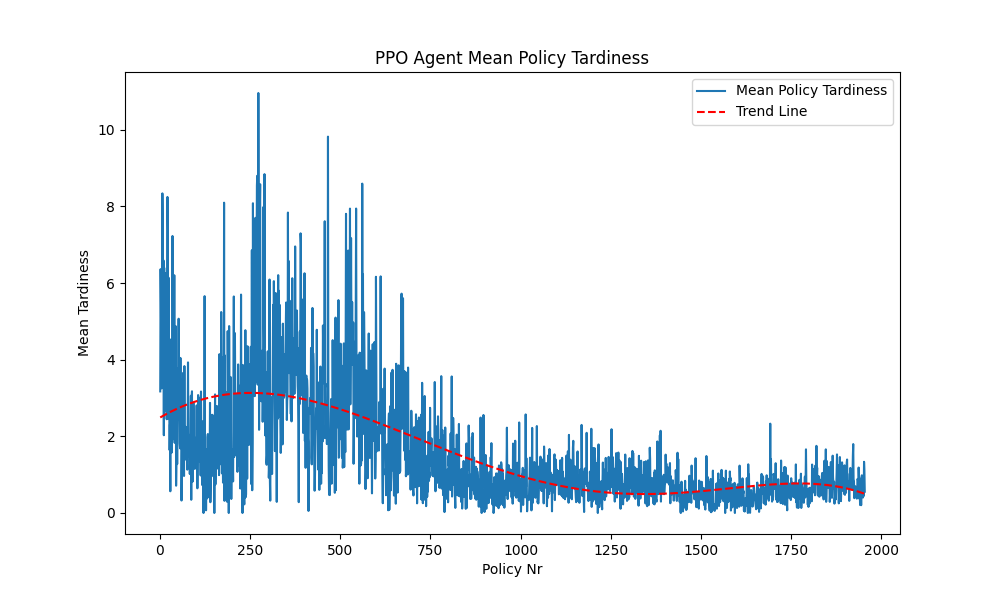 PPO Agent Mean Policy Tardiness
Mean Policy Tardiness
Trend Line
Mean Tardiness
10
8
6
4
2
0
0 250 500 750 1000 1250 1500 1750 2000
Policy Nr